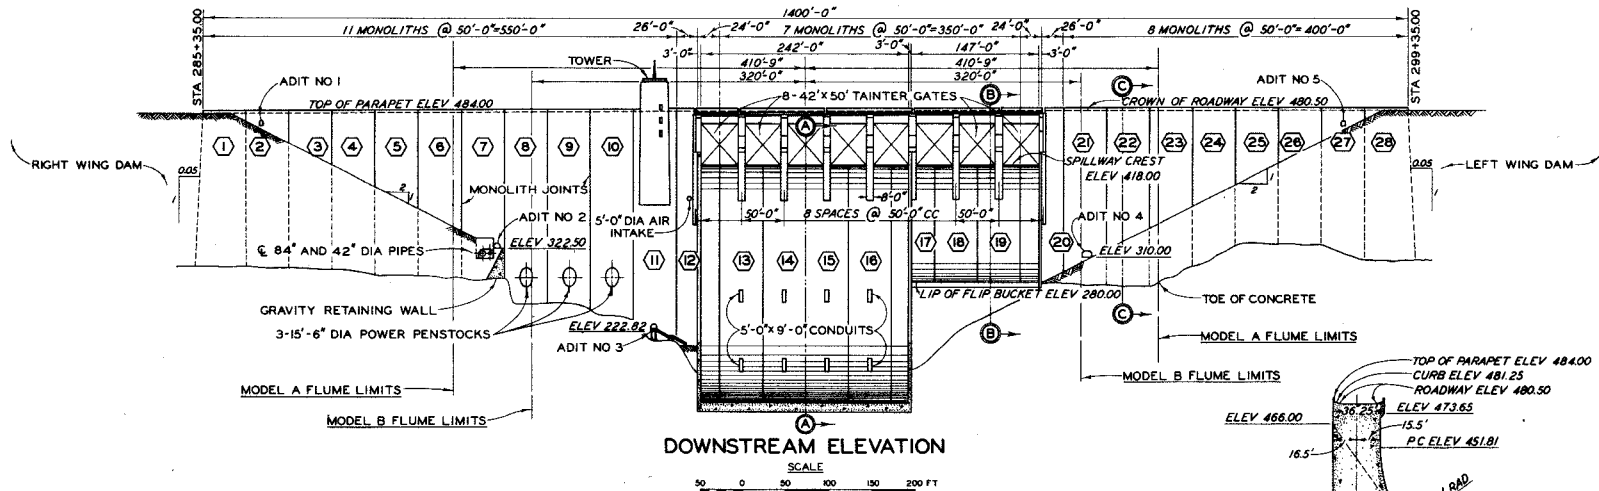 1400'-0"
11 MONOLITHS @ 50'-0"=550'-0"
26'-0"
24'-0"
7 MONOLITHS @ 50'-0"=350'-0"
24'-0"
26'-0"
8 MONOLITHS @ 50'-0"=400'-0"
3'-0"
242'-0"
3'-0"
147'-0"
3'-0"
410'-9"
410'-9"
320'-0"
320'-0"
STA 285+35.00
STA 299+35.00
TOWER
ADIT NO 1
ADIT NO 5
TOP OF PARAPET ELEV 484.00
8-42'X50' TAINTER GATES
CROWN OF ROADWAY ELEV 480.50
A
B
C
1
2
3
4
5
6
7
8
9
10
21
22
23
24
25
26
27
28
RIGHT WING DAM
LEFT WING DAM
0.05
1
0.05
1
2
1
2
1
SPILLWAY CREST
ELEV 418.00
MONOLITH JOINTS
8'-0"
ADIT NO 2
5'-0" DIA AIR
INTAKE
50'-0"
8 SPACES @ 50'-0" CC
50'-0"
ADIT NO 4
℄ 84" AND 42" DIA PIPES
ELEV 322.50
ELEV 310.00
11
12
13
14
15
16
17
18
19
20
GRAVITY RETAINING WALL
LIP OF FLIP BUCKET ELEV 280.00
TOE OF CONCRETE
3-15'-6" DIA POWER PENSTOCKS
ELEV 222.82
ADIT NO 3
5'-0"X9'-0" CONDUITS
B
C
MODEL A FLUME LIMITS
MODEL B FLUME LIMITS
MODEL A FLUME LIMITS
MODEL B FLUME LIMITS
A
DOWNSTREAM ELEVATION
SCALE
50 0 50 100 150 200 FT
TOP OF PARAPET ELEV 484.00
CURB ELEV 481.25
ROADWAY ELEV 480.50
ELEV 466.00
36.25'
ELEV 473.65
15.5'
PC ELEV 451.81
16.5'
RAD